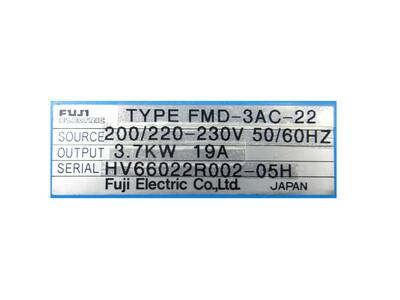 FUJI ELECTRIC TYPE FMD-3AC-22
SOURCE 200/220-230V 50/60HZ
OUTPUT 3.7KW 19A
SERIAL HV66022R002-05H
Fuji Electric Co.,Ltd. JAPAN